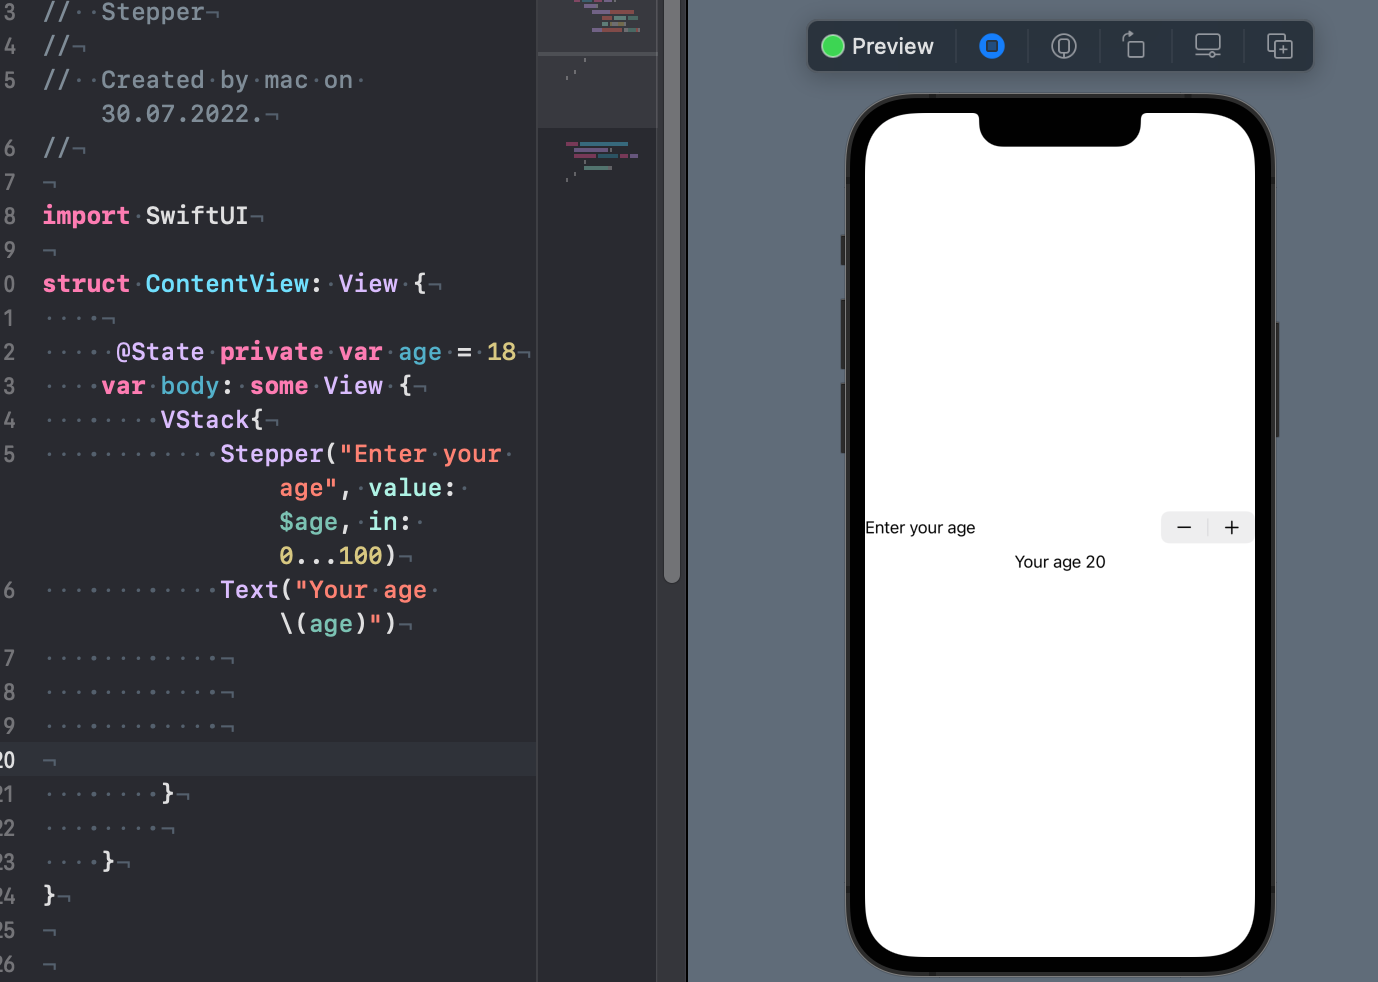 3 //  Stepper
4 //
5 //  Created by mac on
30.07.2022.
6 //
7
8 import SwiftUI
9
0 struct ContentView: View {
1
2 @State private var age = 18
3 var body: some View {
4 VStack{
5 Stepper("Enter your
age", value:
$age, in:
0...100)
6 Text("Your age
\(age)")
7
8
9
20
21 }
22
23 }
24 }
25
26
Preview
Enter your age
Your age 20